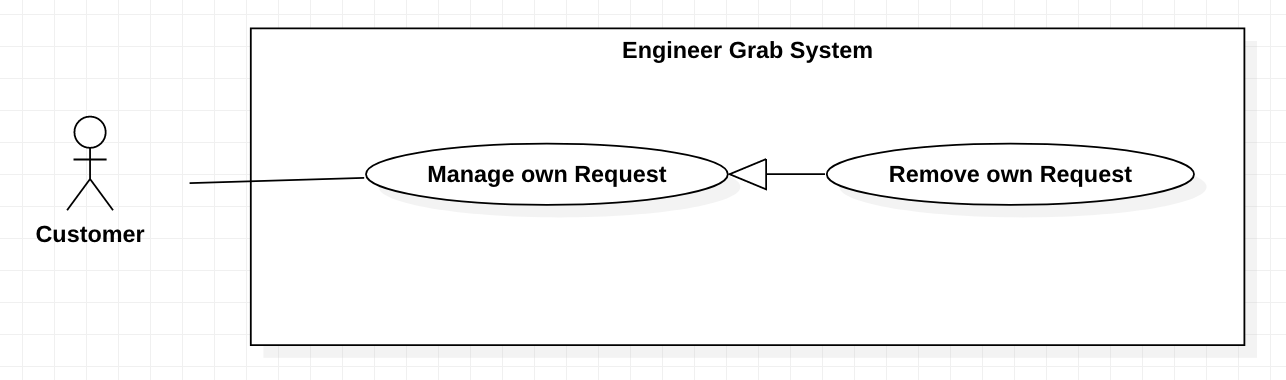 Engineer Grab System
Manage own Request
Remove own Request
Customer